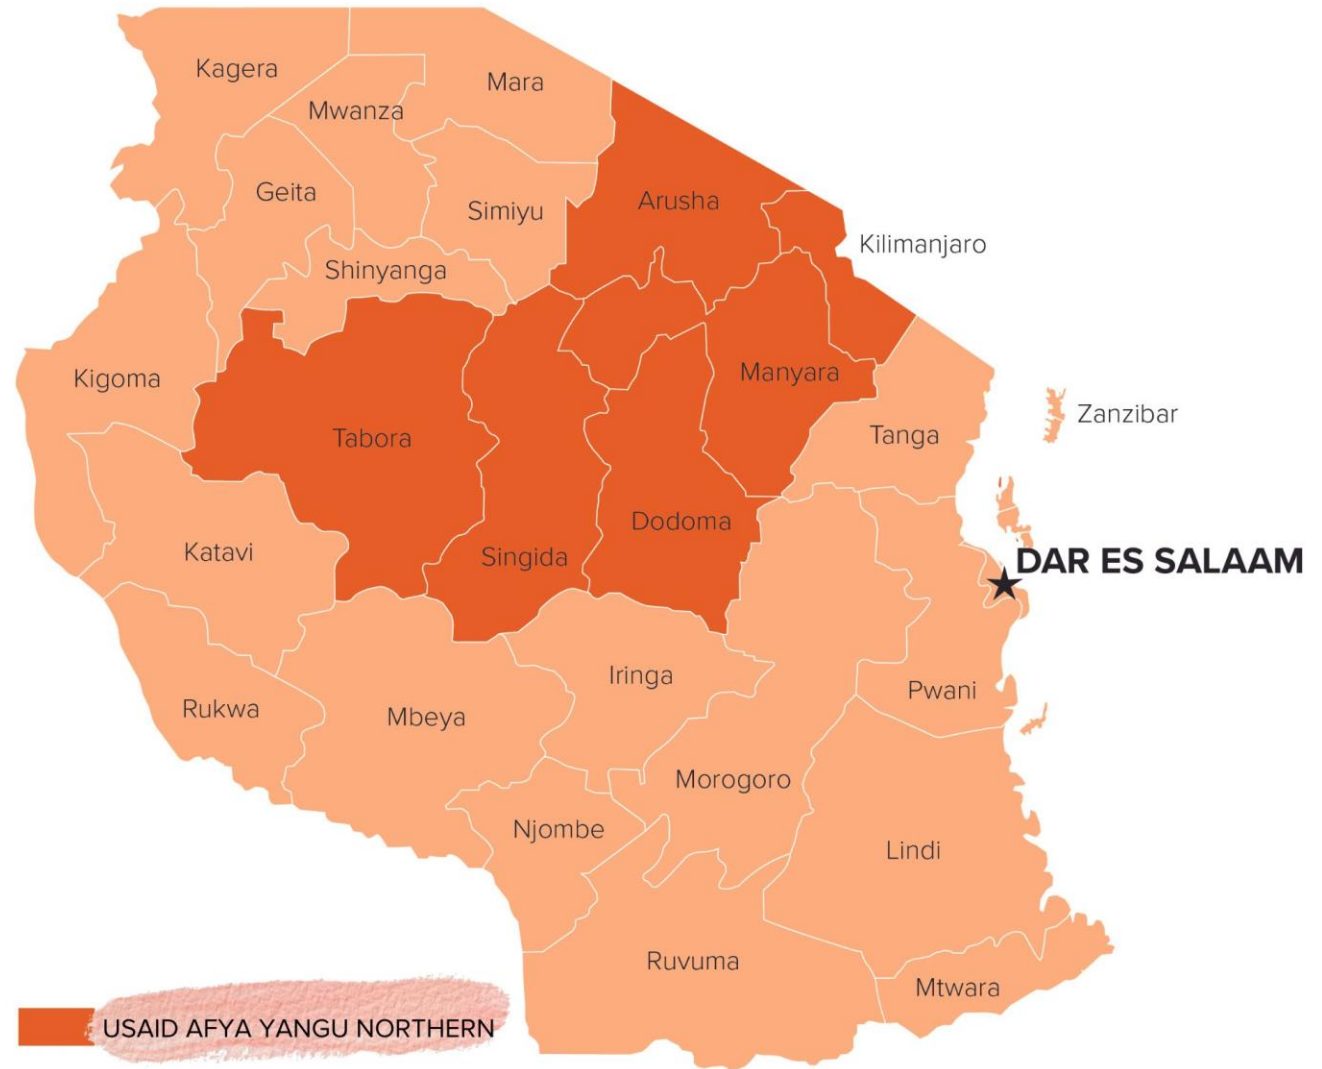 Kagera
Mara
Mwanza
Geita
Simiyu
Arusha
Kilimanjaro
Shinyanga
Kigoma
Manyara
Zanzibar
Tabora
Tanga
Dodoma
Katavi
Singida
DAR ES SALAAM
Iringa
Rukwa
Mbeya
Pwani
Morogoro
Njombe
Lindi
Ruvuma
Mtwara
USAID AFYA YANGU NORTHERN